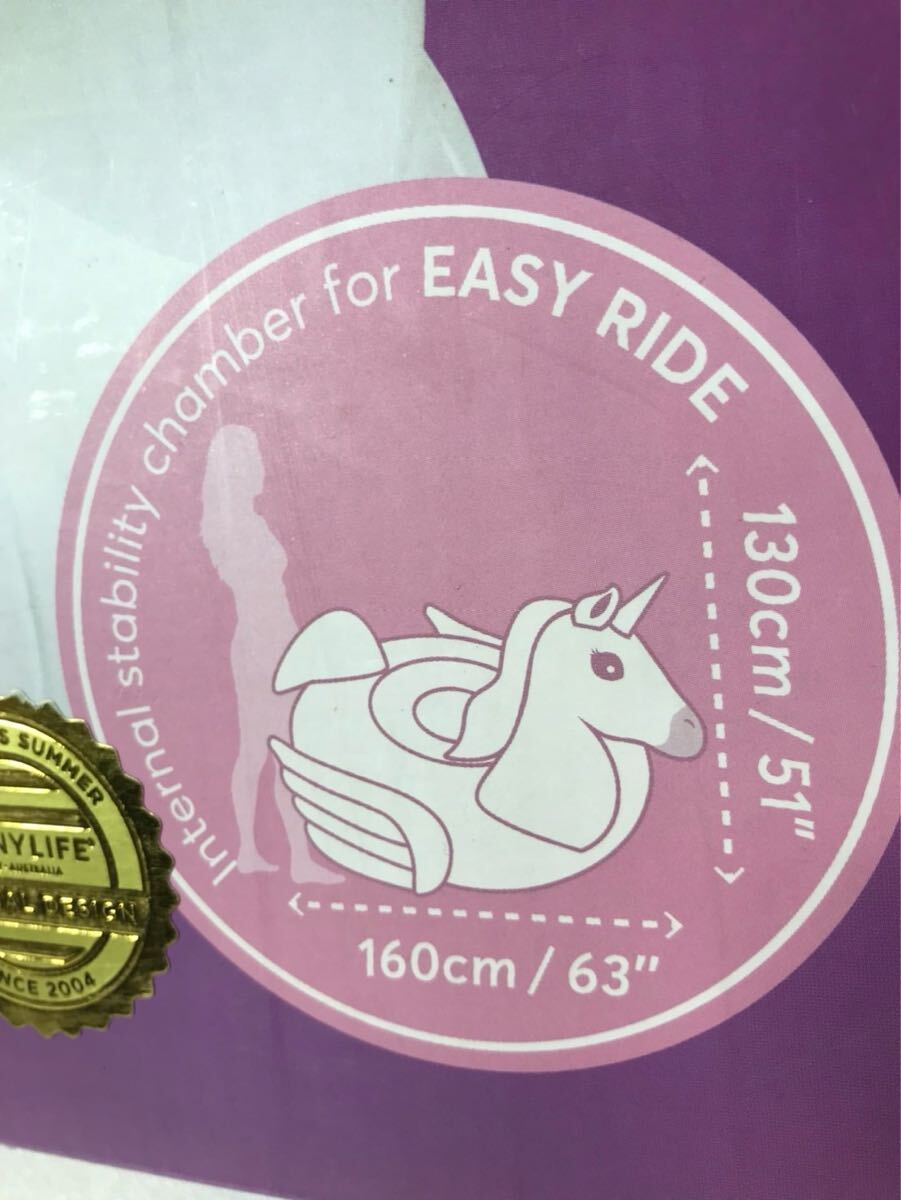 Internal stability chamber for EASY RIDE
130cm / 51"
160cm / 63"
SUMMER
NYLIFE
AUSTRALIA
AL DESIGN
NCE 2004